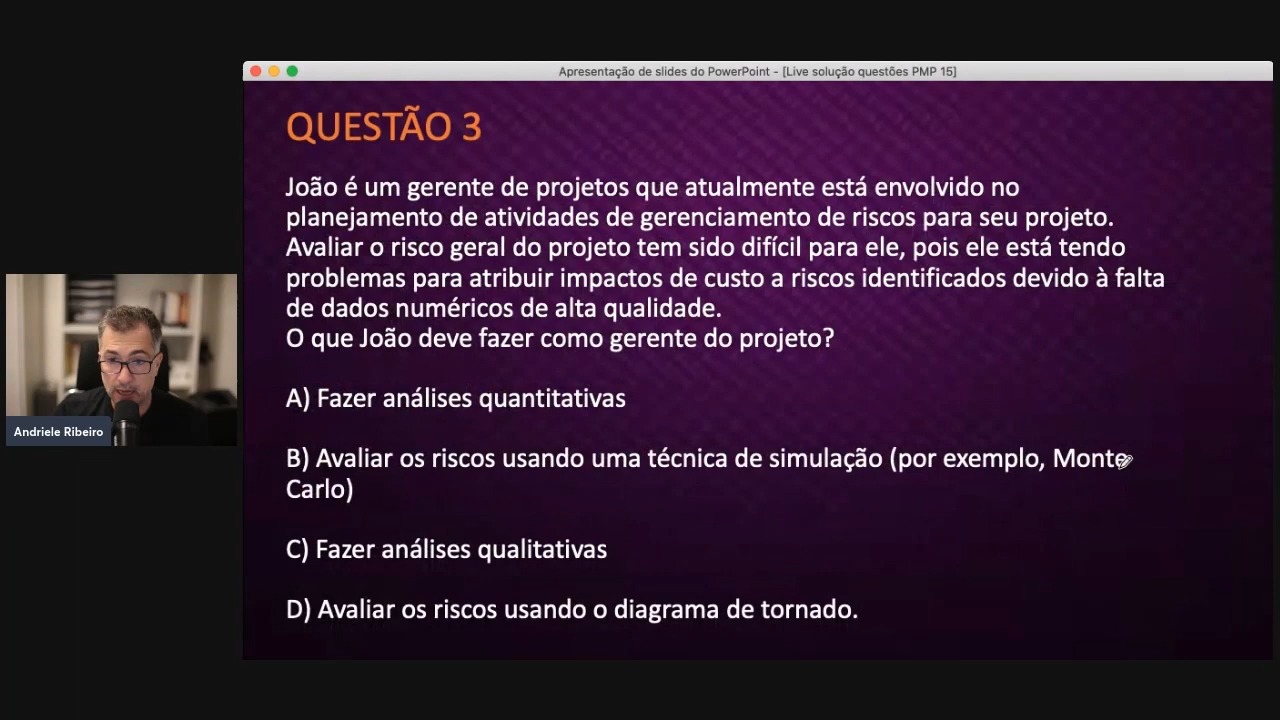 Apresentação de slides do PowerPoint - [Live solução questões PMP 15]
QUESTÃO 3
João é um gerente de projetos que atualmente está envolvido no
planejamento de atividades de gerenciamento de riscos para seu projeto.
Avaliar o risco geral do projeto tem sido difícil para ele, pois ele está tendo
problemas para atribuir impactos de custo a riscos identificados devido à falta
de dados numéricos de alta qualidade.
O que João deve fazer como gerente do projeto?
A) Fazer análises quantitativas
B) Avaliar os riscos usando uma técnica de simulação (por exemplo, Monte
Carlo)
C) Fazer análises qualitativas
D) Avaliar os riscos usando o diagrama de tornado.
Andriele Ribeiro